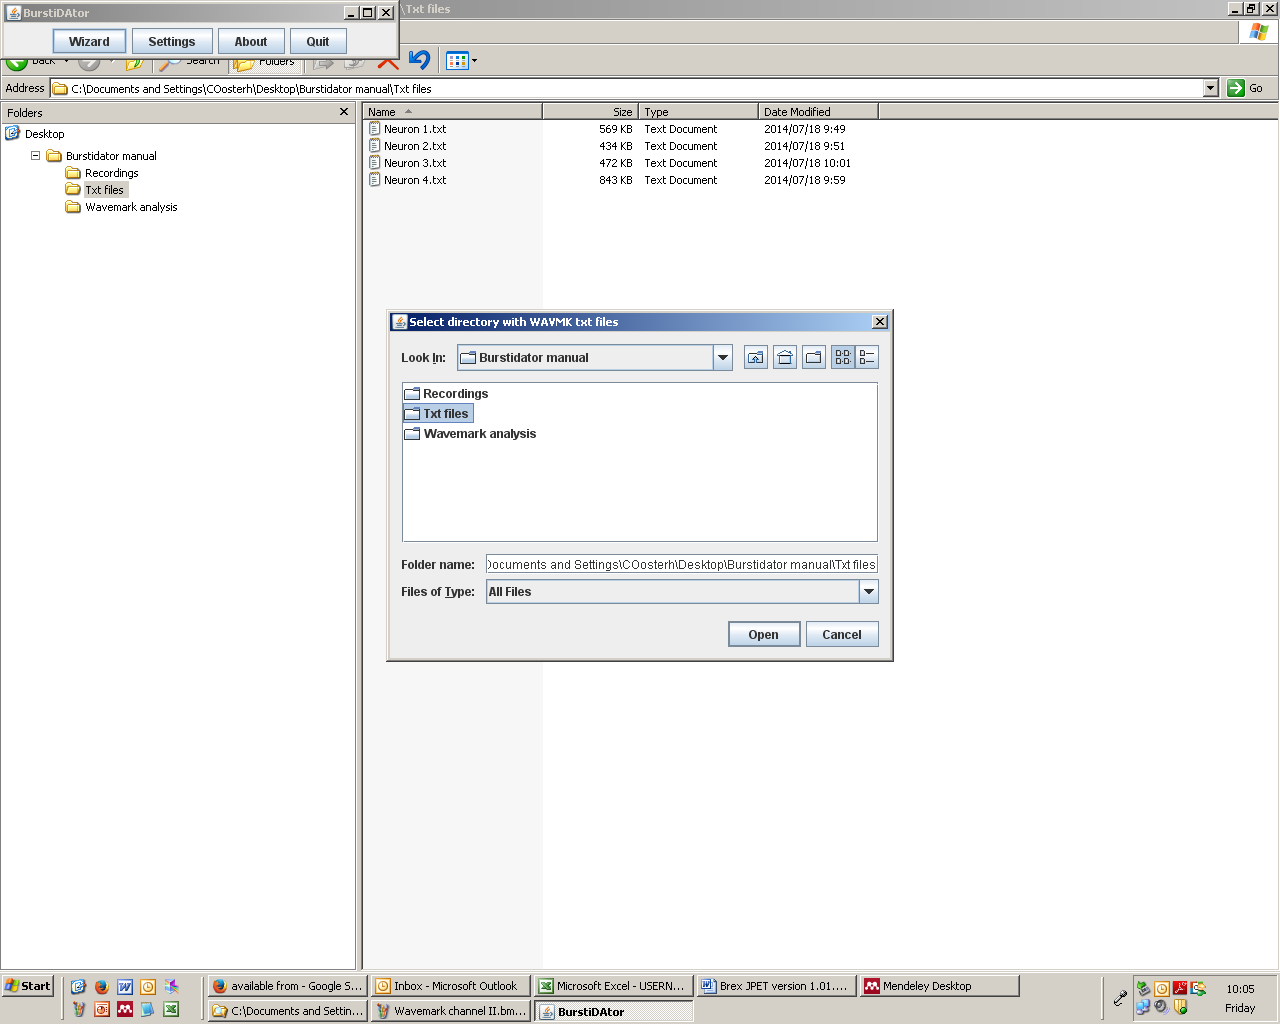 BurstiDAtor
\Txt files
Wizard Settings About Quit
Back Search Folders
Address C:\Documents and Settings\COosterh\Desktop\Burstidator manual\Txt files Go
Folders
Desktop
Burstidator manual
Recordings
Txt files
Wavemark analysis
Name Size Type Date Modified
Neuron 1.txt 569 KB Text Document 2014/07/18 9:49
Neuron 2.txt 434 KB Text Document 2014/07/18 9:51
Neuron 3.txt 472 KB Text Document 2014/07/18 10:01
Neuron 4.txt 843 KB Text Document 2014/07/18 9:59
Select directory with WAVMK txt files
Look In: Burstidator manual
Recordings
Txt files
Wavemark analysis
Folder name: Documents and Settings\COosterh\Desktop\Burstidator manual\Txt files
Files of Type: All Files
Open Cancel
Start
available from - Google S... Inbox - Microsoft Outlook Microsoft Excel - USERN... Brex JPET version 1.01.... Mendeley Desktop
C:\Documents and Settin... Wavemark channel II.bm... BurstiDAtor
10:05
Friday